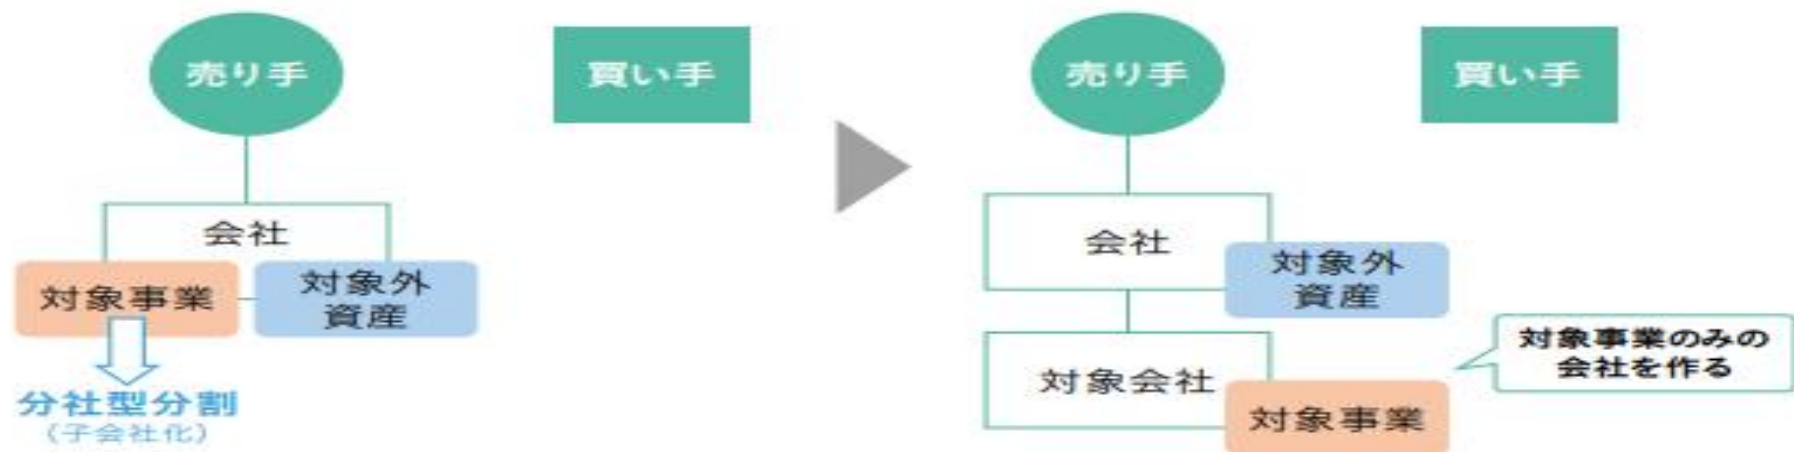 売り手
買い手
会社
対象事業
対象外
資産
分社型分割
(子会社化)
売り手
買い手
会社
対象外
資産
対象会社
対象事業
対象事業のみの
会社を作る